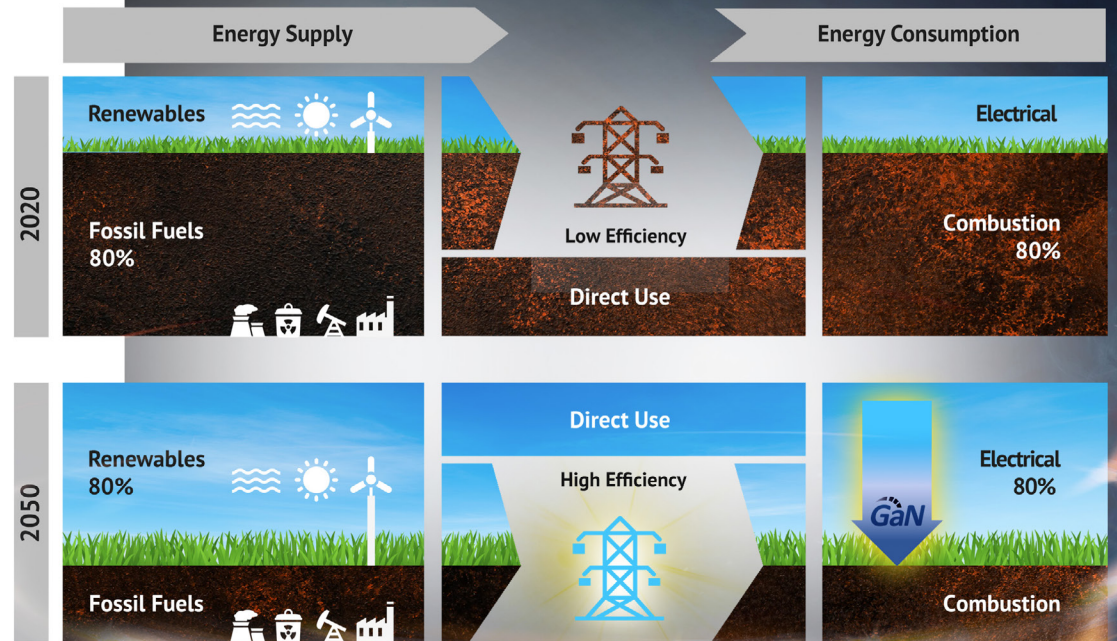 Energy Supply
Energy Consumption
2020
Renewables
Fossil Fuels
80%
Low Efficiency
Direct Use
Electrical
Combustion
80%
2050
Renewables
80%
Fossil Fuels
Direct Use
High Efficiency
Electrical
80%
GaN
Combustion